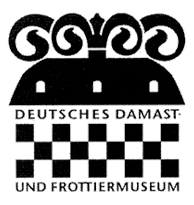 DEUTSCHES DAMAST-
UND FROTTIERMUSEUM